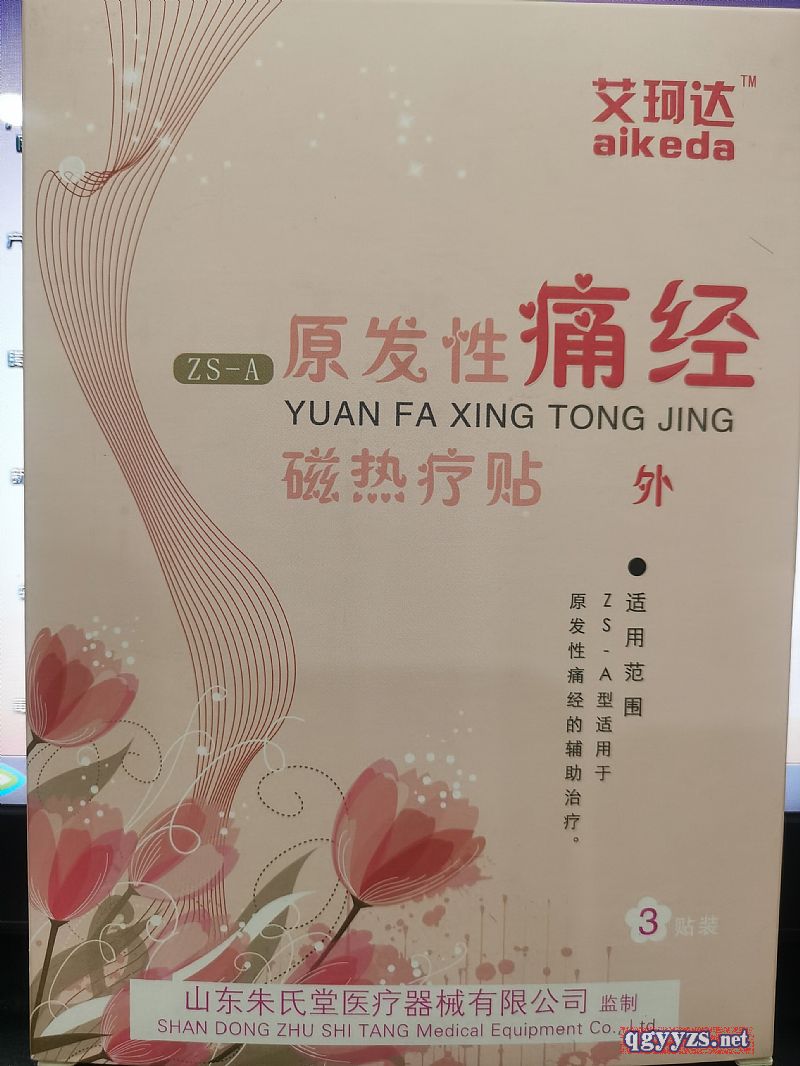 艾珂达™
aikeda
ZS-A 原发性痛经
YUAN FA XING TONG JING
磁热疗贴 外
●适用范围
ZS-A型适用于
原发性痛经的辅助治疗。
3贴装
山东朱氏堂医疗器械有限公司 监制
SHAN DONG ZHU SHI TANG Medical Equipment Co., Ltd.
qgyyzs.net